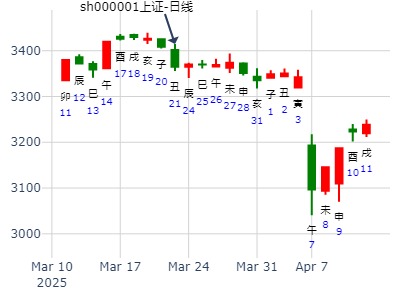 sh000001上证-日线
3400
3300
3200
3100
3000
卯
11
辰
12
巳
13
午
14
酉
17
戌
18
亥
19
子
20
丑
21
辰
24
巳
25
午
26
未
27
申
28
亥
31
子
1
丑
2
寅
3
午
7
未
8
申
9
酉
10
戌
11
Mar 10
2025
Mar 17
Mar 24
Mar 31
Apr 7